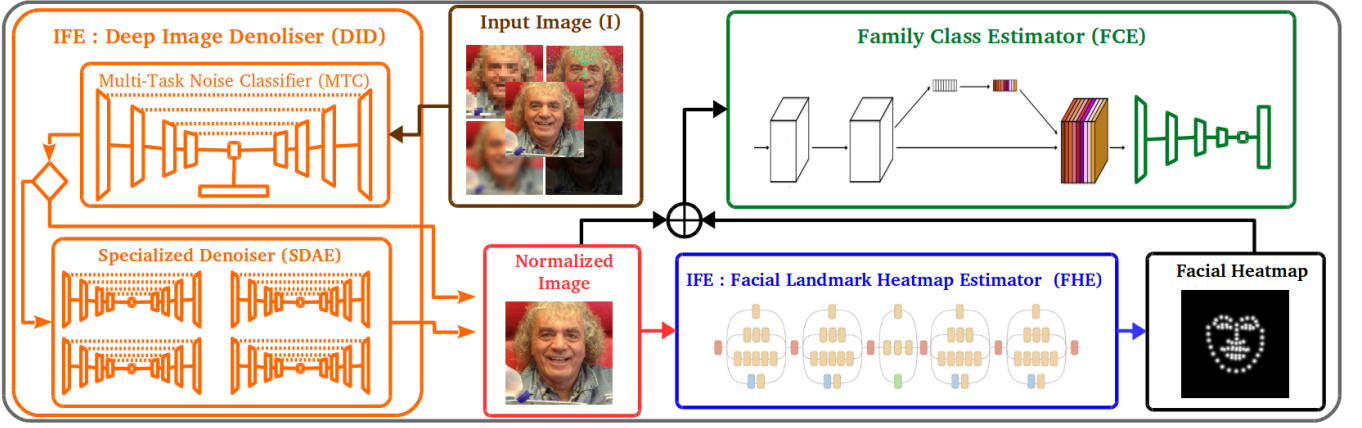 IFE : Deep Image Denoliser (DID)
Multi-Task Noise Classifier (MTC)
Specialized Denoiser (SDAE)
Input Image (I)
Normalized
Image
Family Class Estimator (FCE)
IFE : Facial Landmark Heatmap Estimator (FHE)
Facial Heatmap